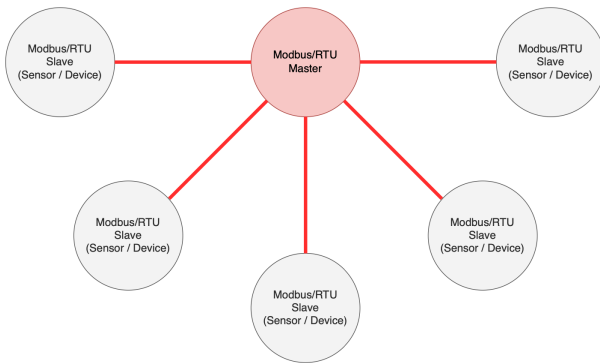 Modbus/RTU
Slave
(Sensor / Device)
Modbus/RTU
Master
Modbus/RTU
Slave
(Sensor / Device)
Modbus/RTU
Slave
(Sensor / Device)
Modbus/RTU
Slave
(Sensor / Device)
Modbus/RTU
Slave
(Sensor / Device)